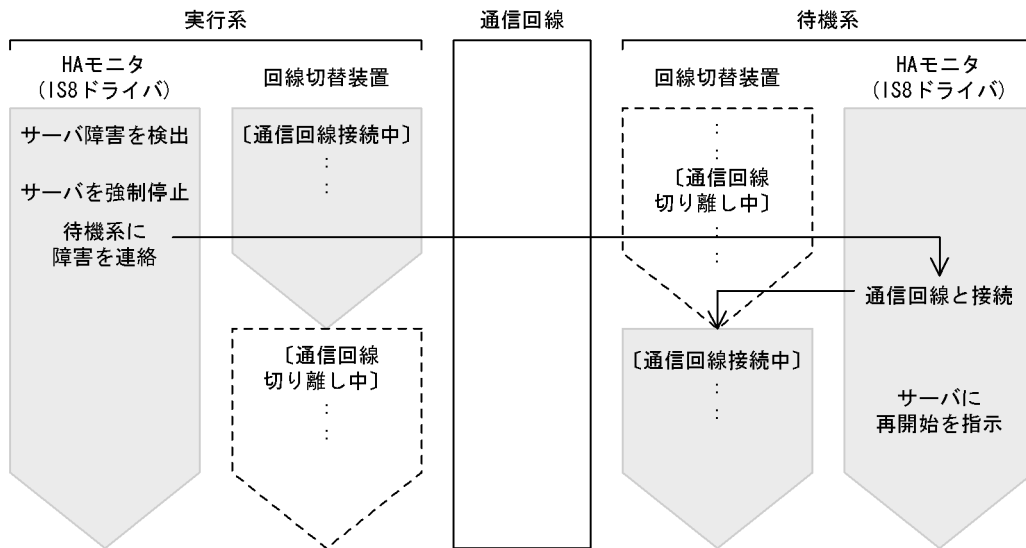 実行系
通信回線
待機系
HAモニタ
(IS8ドライバ)
回線切替装置
回線切替装置
HAモニタ
(IS8ドライバ)
サーバ障害を検出
サーバを強制停止
待機系に
障害を連絡
〔通信回線接続中〕
:
:
〔通信回線
切り離し中〕
:
:
:
:
〔通信回線
切り離し中〕
:
:
通信回線と接続
〔通信回線接続中〕
:
:
サーバに
再開始を指示